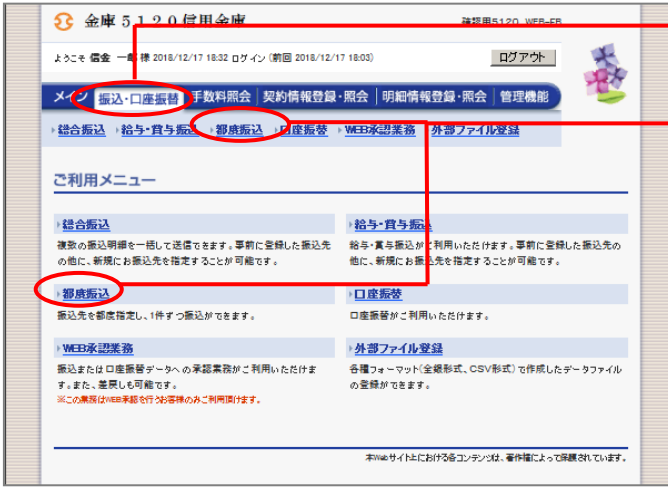 金庫5120信用金庫
確認用5120 WEB-FB
ようこそ 信金 一郎 様 2018/12/17 18:32 ログイン (前回 2018/12/17 18:03)
ログアウト
メイン 振込・口座振替 手数料照会 契約情報登録・照会 明細情報登録・照会 管理機能
総合振込 給与・賞与振込 都度振込 口座振替 WEB承認業務 外部ファイル登録
ご利用メニュー
総合振込
複数の振込明細を一括して送信できます。事前に登録した振込先
の他に、新規にお振込先を指定することが可能です。
給与・賞与振込
給与・賞与振込がご利用いただけます。事前に登録した振込先の
他に、新規にお振込先を指定することが可能です。
都度振込
振込先を都度指定し、1件ずつ振込ができます。
口座振替
口座振替がご利用いただけます。
WEB承認業務
振込または口座振替データへの承認業務がご利用いただけま
す。また、差戻しも可能です。
※この業務はWEB承認を行うお客様のみご利用頂けます。
外部ファイル登録
各種フォーマット(全銀形式、CSV形式)で作成したデータファイル
の登録ができます。
本Webサイト上における各コンテンツは、著作権によって保護されています。